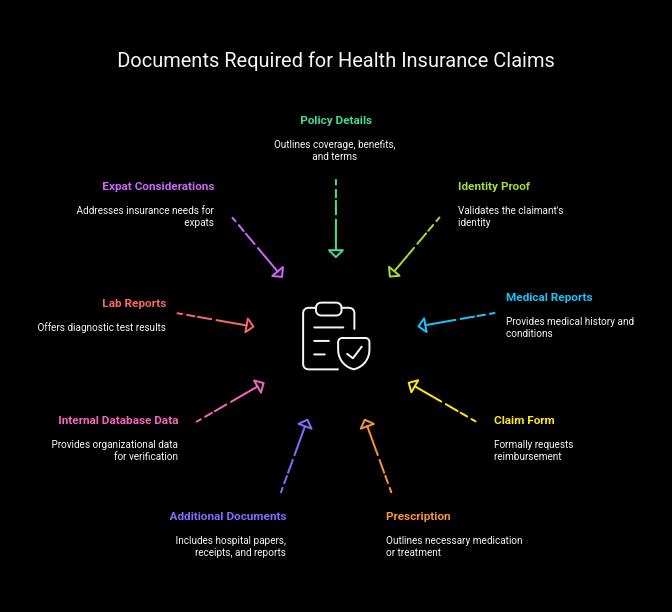 Documents Required for Health Insurance Claims
Policy Details
Outlines coverage, benefits,
and terms
Expat Considerations
Addresses insurance needs for
expats
Identity Proof
Validates the claimant's
identity
Lab Reports
Offers diagnostic test results
Medical Reports
Provides medical history and
conditions
Internal Database Data
Provides organizational data
for verification
Claim Form
Formally requests
reimbursement
Additional Documents
Includes hospital papers,
receipts, and reports
Prescription
Outlines necessary medication
or treatment